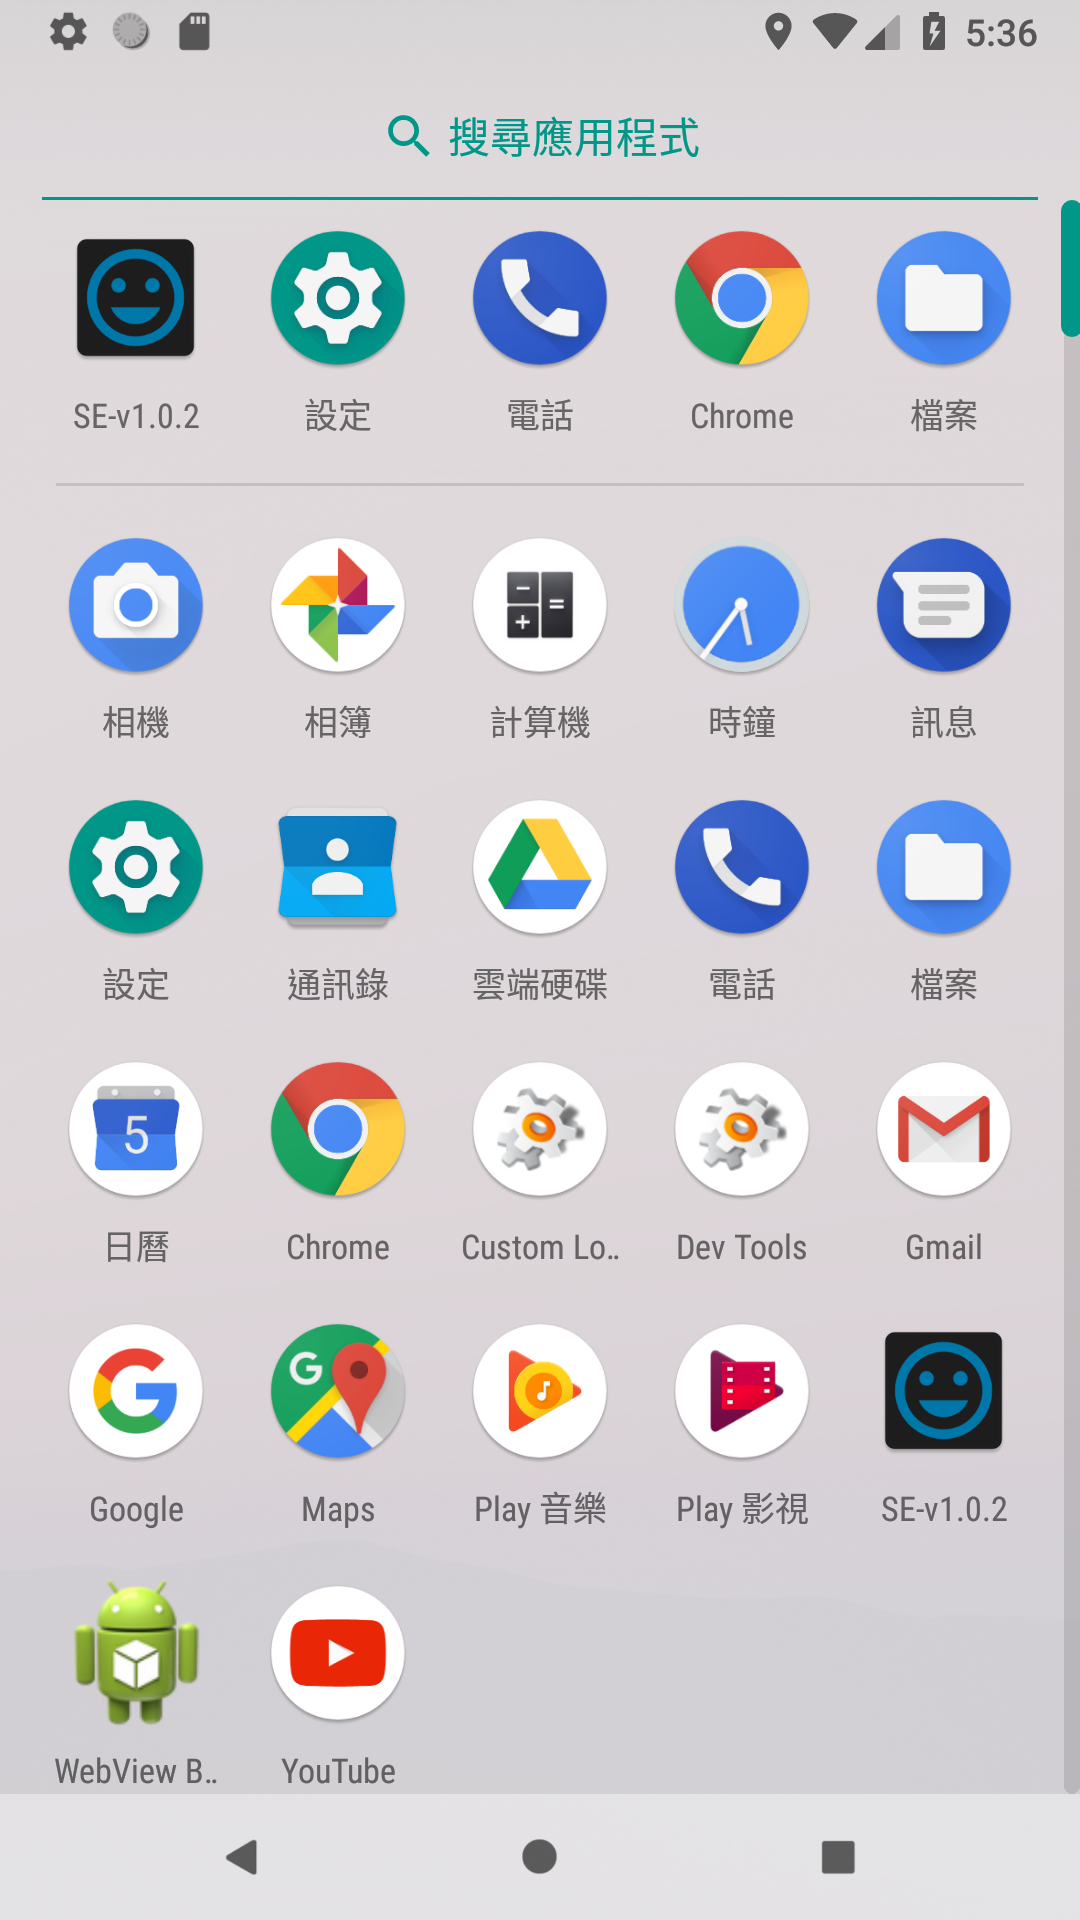 5:36
搜尋應用程式
SE-v1.0.2
設定
電話
Chrome
檔案
相機
相簿
計算機
時鐘
訊息
設定
通訊錄
雲端硬碟
電話
檔案
5
日曆
Chrome
Custom Lo…
Dev Tools
Gmail
Google
G
Maps
Play 音樂
Play 影視
SE-v1.0.2
WebView B…
YouTube